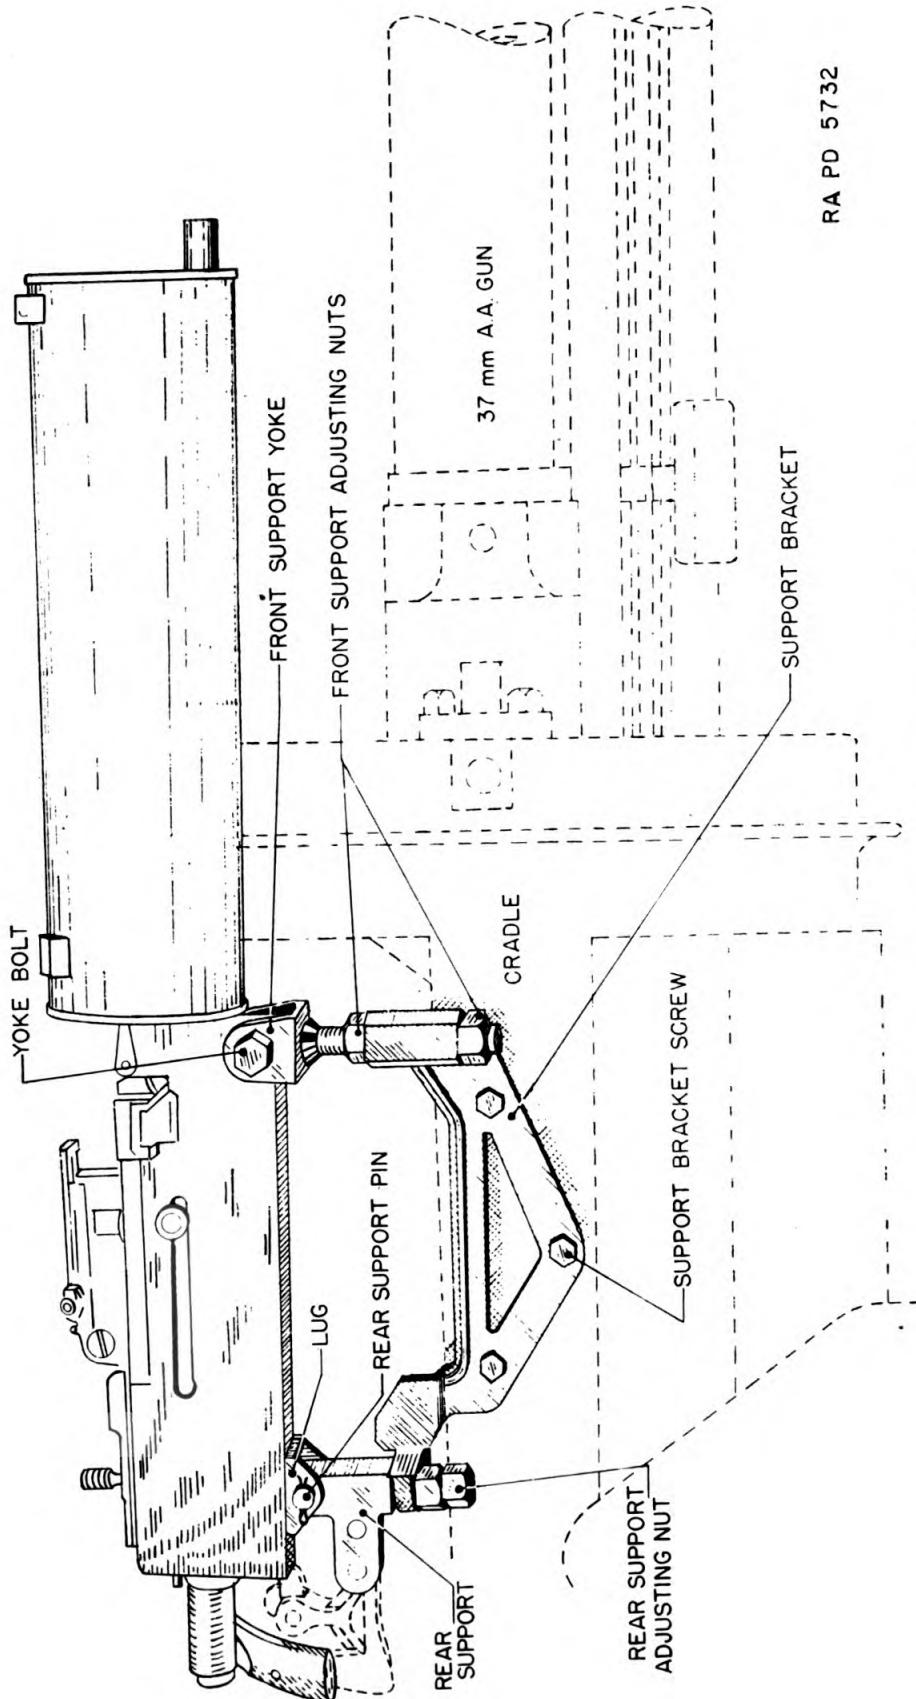 YOKE BOLT
FRONT SUPPORT YOKE
FRONT SUPPORT ADJUSTING NUTS
37 mm A.A. GUN
LUG
REAR SUPPORT PIN
CRADLE
REAR
SUPPORT
REAR SUPPORT
ADJUSTING NUT
SUPPORT BRACKET SCREW
SUPPORT BRACKET
RA PD 5732